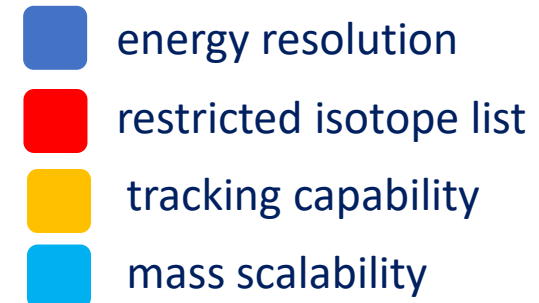 energy resolution
restricted isotope list
tracking capability
mass scalability